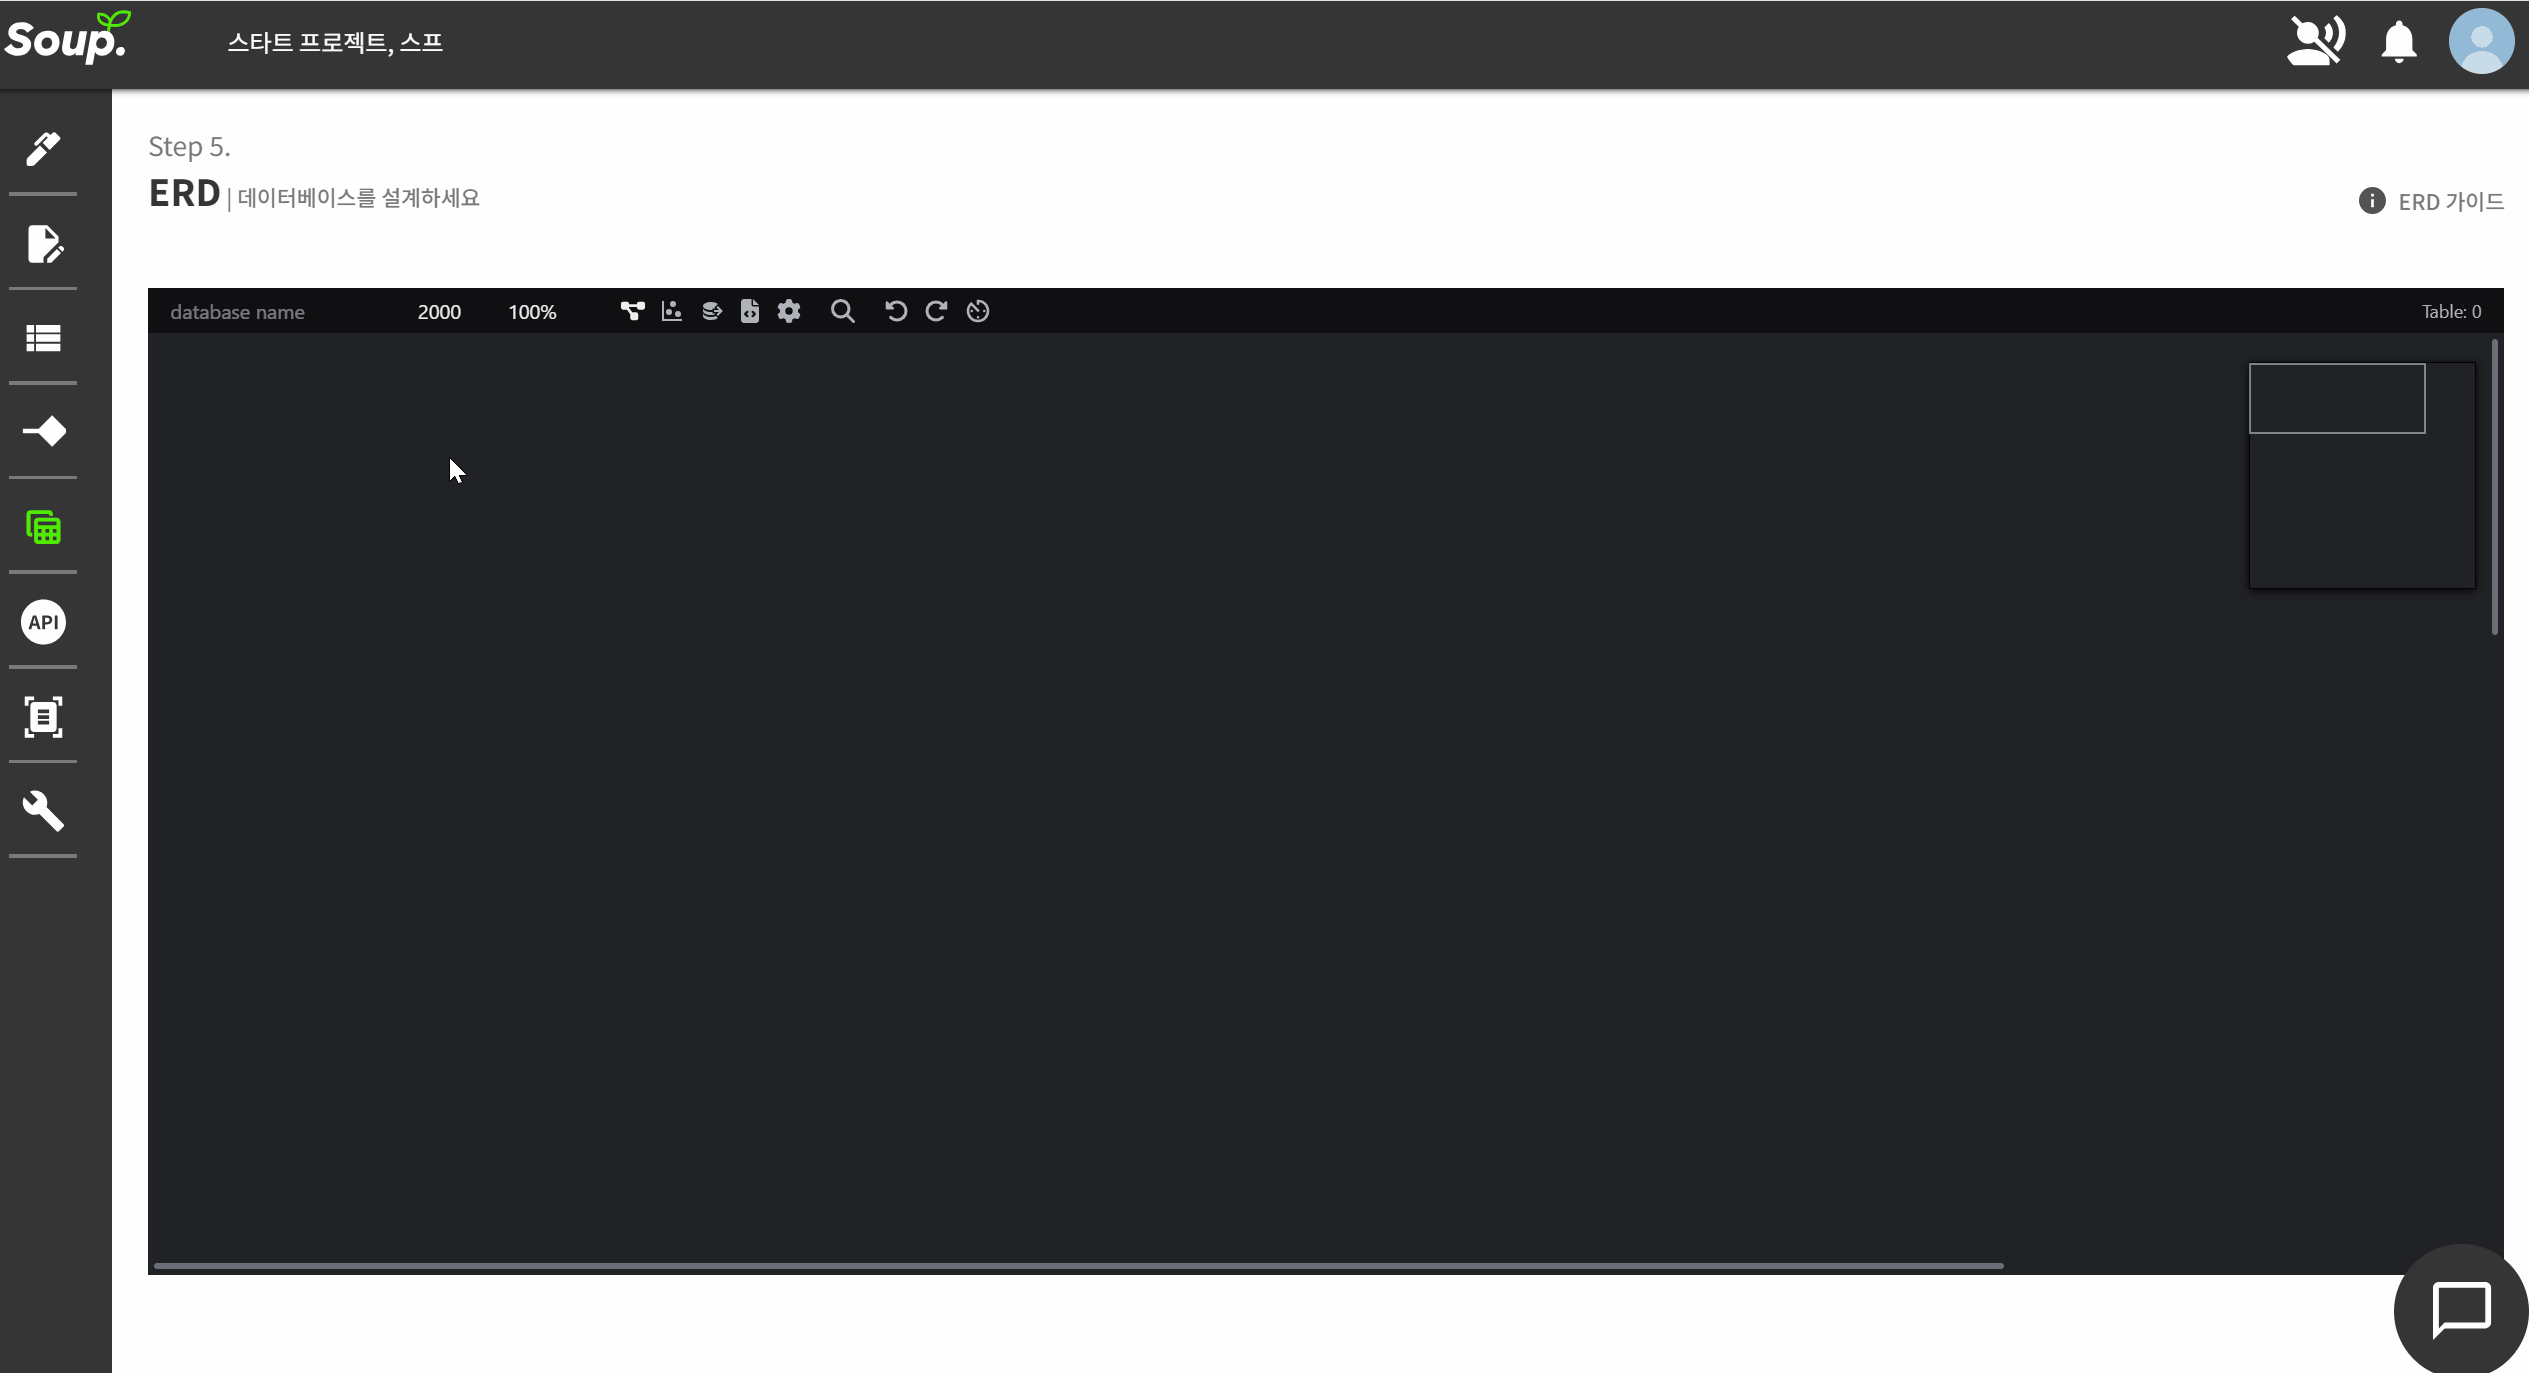 Soup.
스타트 프로젝트, 스프
Step 5.
ERD | 데이터베이스를 설계하세요
ERD 가이드
database name 2000 100% Table: 0
API